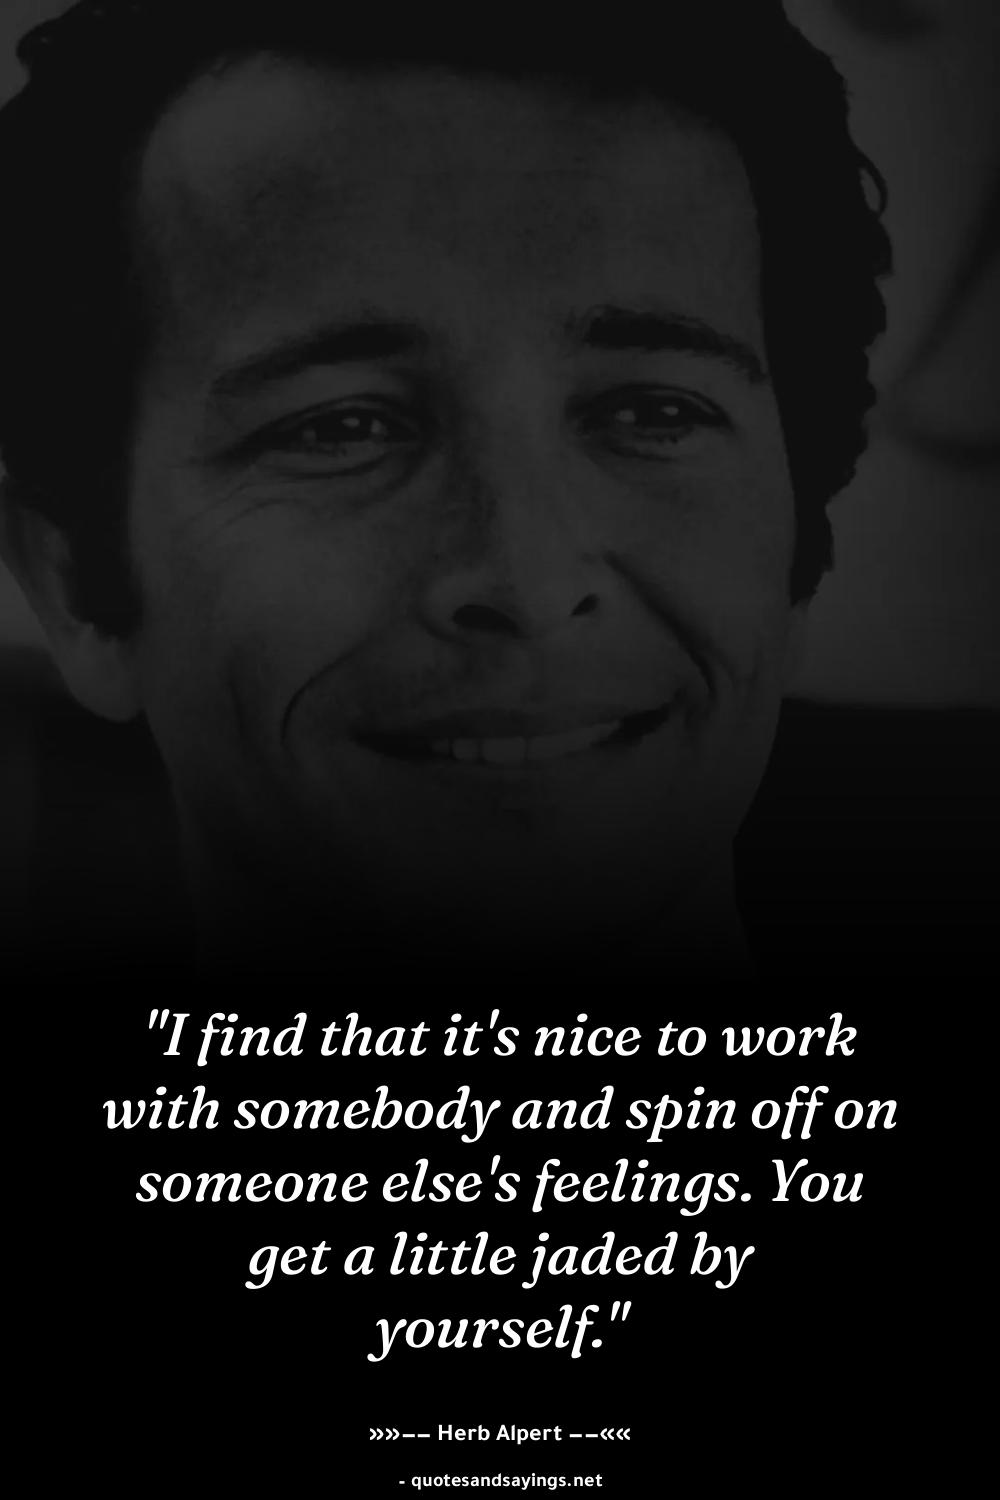 "I find that it's nice to work
with somebody and spin off on
someone else's feelings. You
get a little jaded by
yourself."
»»−− Herb Alpert −−««
- quotesandsayings.net